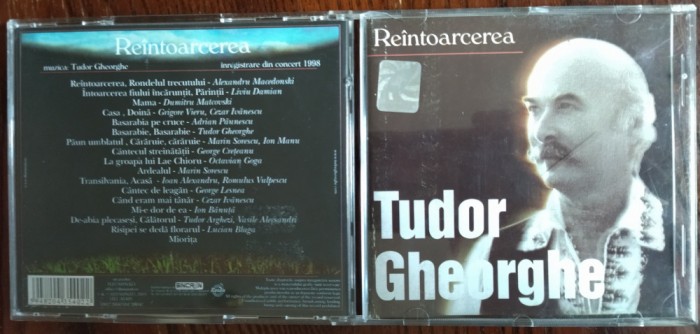 Reîntoarcerea
muzica: Tudor Gheorghe
înregistrare din concert 1998
Reîntoarcerea, Rondelul trecutului - Alexandru Macedonski
Întoarcerea fiului încărunțit, Părinții - Liviu Damian
Mama - Dumitru Matcovski
Casa , Doină - Grigore Vieru, Cezar Ivănescu
Basarabia pe cruce - Adrian Păunescu
Basarabie, Basarabie - Tudor Gheorghe
Păun umblatul , Cărăruie, cărăruie - Marin Sorescu, Ion Manu
Cântecul streinătății - George Crețeanu
La groapa lui Lae Chioru - Octavian Goga
Ardealul - Marin Sorescu
Transilvania, Acasă - Ioan Alexandru, Romulus Vulpescu
Cântec de leagăn - George Lesnea
Când eram mai tânăr - Cezar Ivănescu
Mi-e dor de ea - Ion Bănuță
De-abia plecasesi, Călătorul - Tudor Arghezi, Vasile Alecsandri
Risipei se dedă florarul - Lucian Blaga
Miorița
Reîntoarcerea
Tudor
Gheorghe